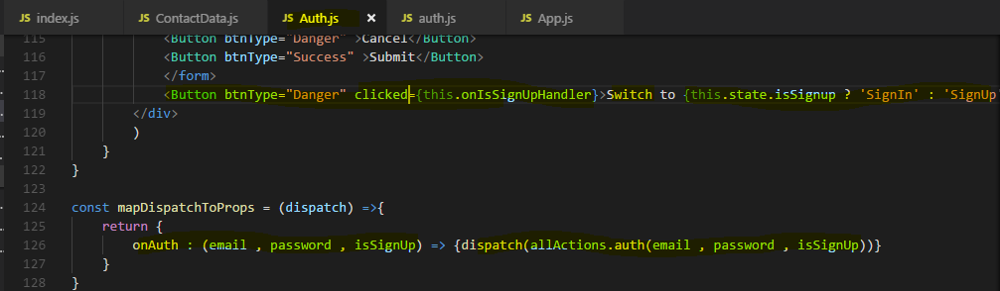 JS index.js JS ContactData.js JS Auth.js × JS auth.js JS App.js
115 <Button btnType="Danger" >Cancel</Button>
116 <Button btnType="Success" >Submit</Button>
117 </form>
118 <Button btnType="Danger" clicked={this.onIsSignUpHandler}>Switch to {this.state.isSignup ? 'SignIn' : 'SignUp
119 </div>
120 )
121 }
122 }
123
124 const mapDispatchToProps = (dispatch) =>{
125 return {
126 onAuth : (email , password , isSignUp) => {dispatch(allActions.auth(email , password , isSignUp))}
127 }
128 }